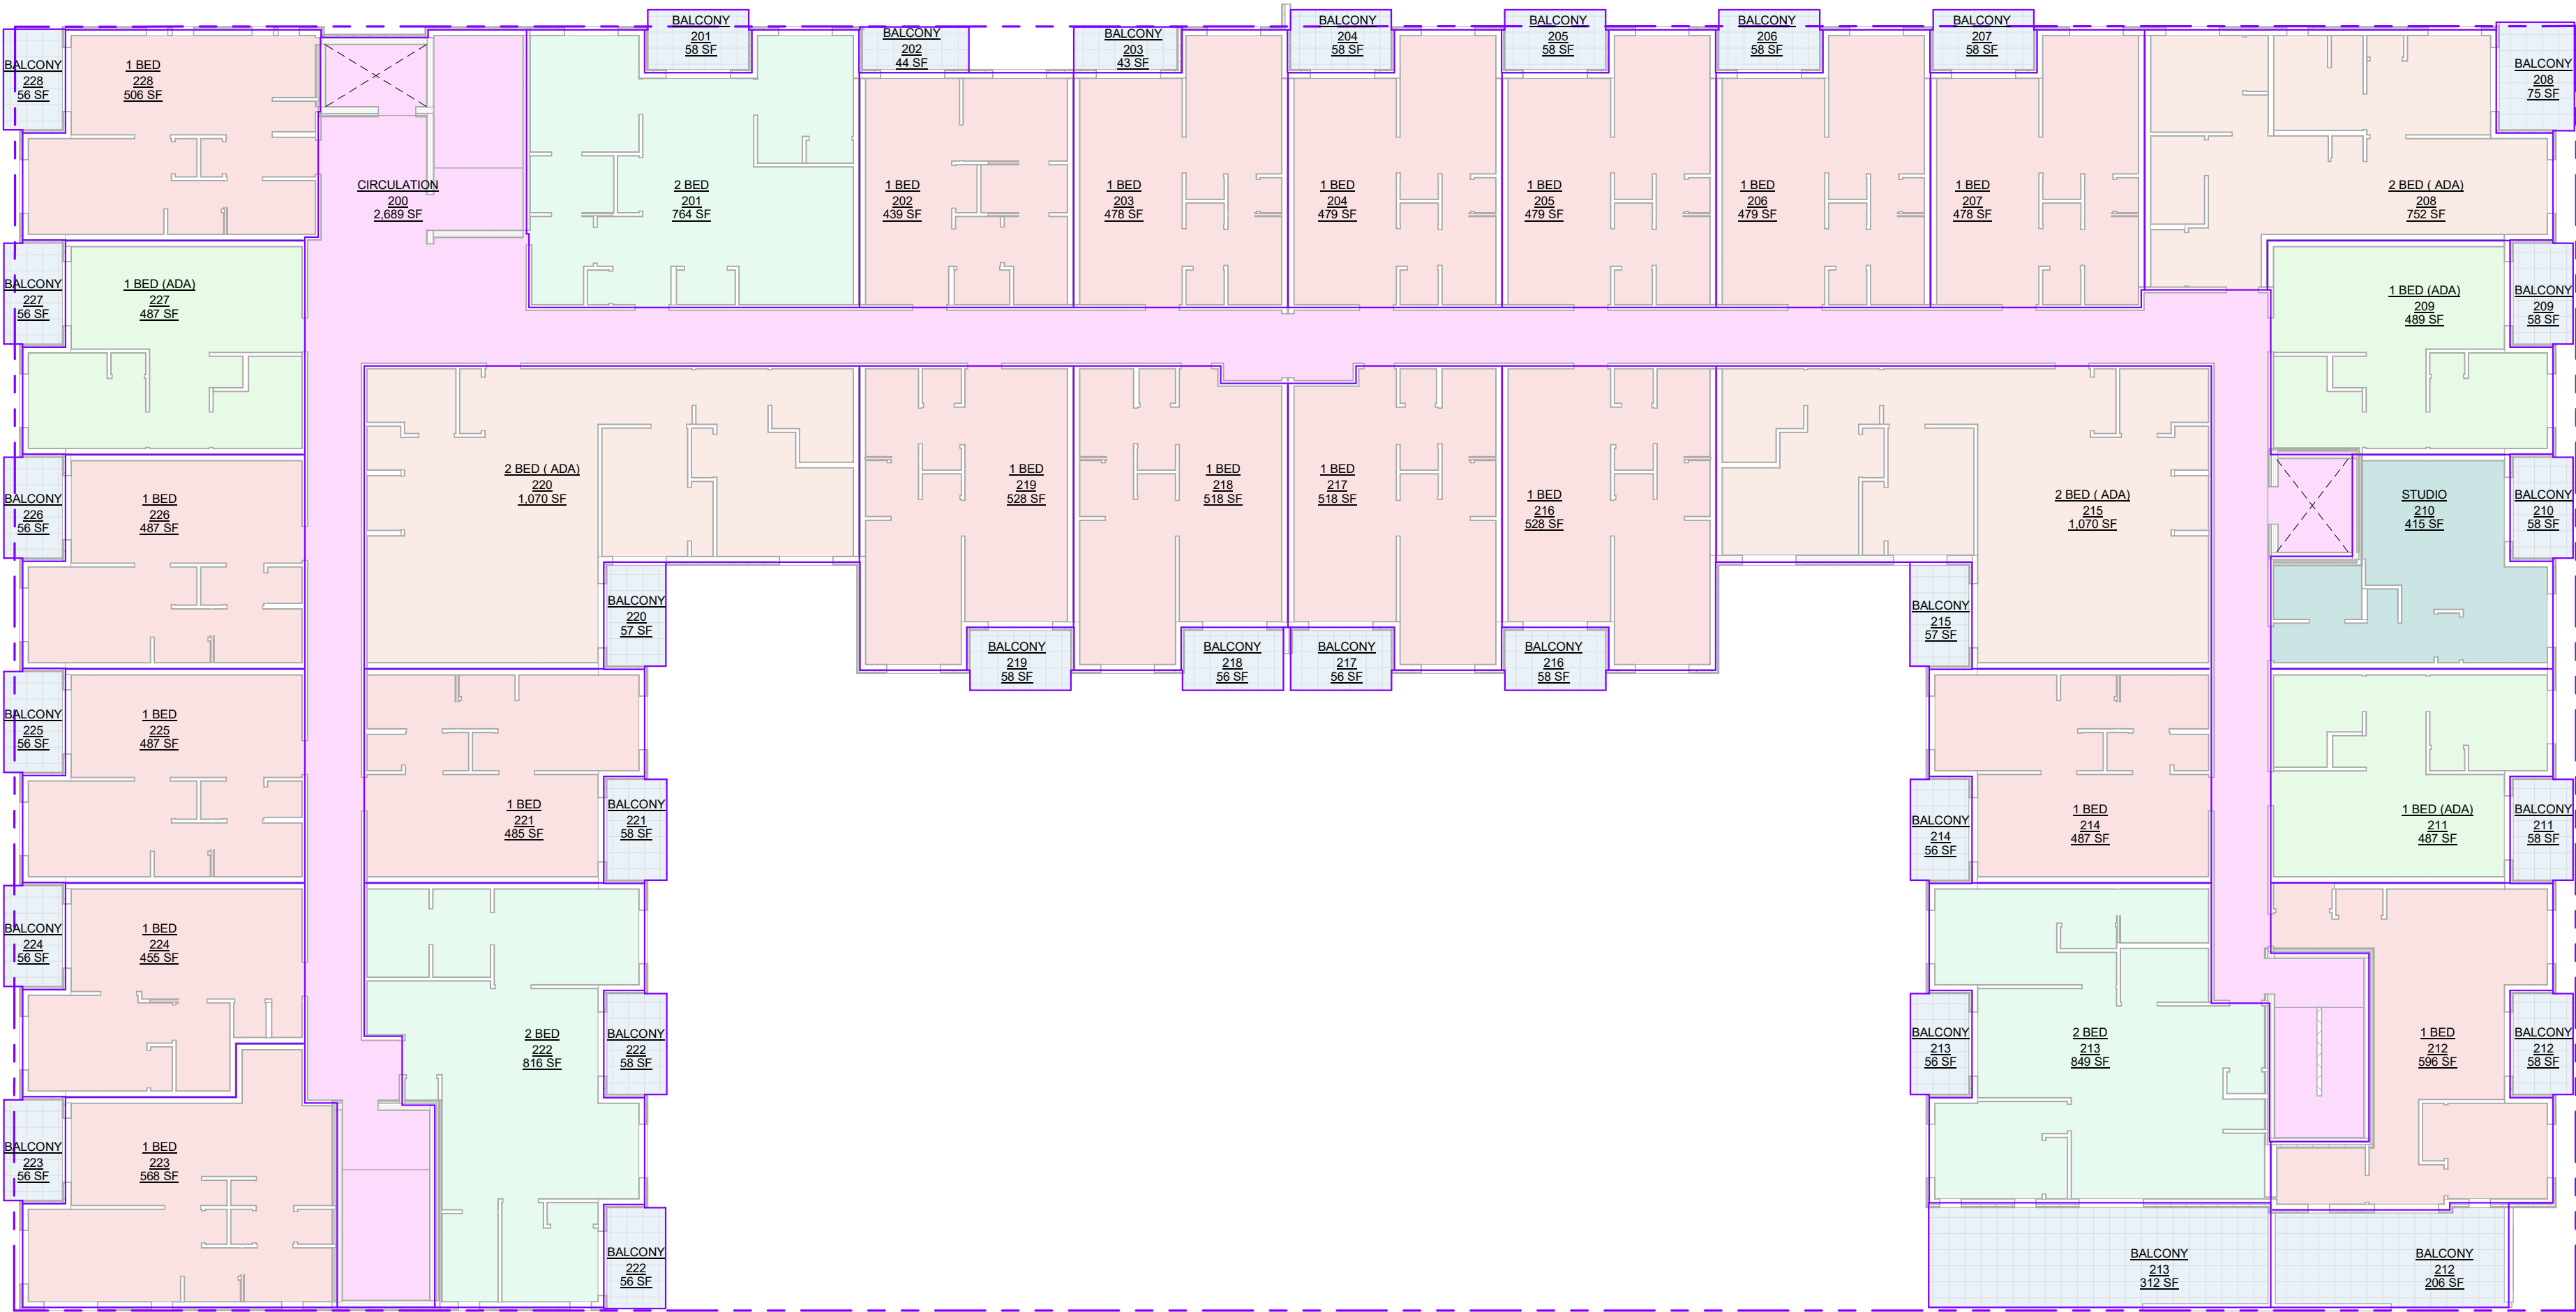 BALCONY
201
58 SF
BALCONY
202
44 SF
BALCONY
203
43 SF
BALCONY
204
58 SF
BALCONY
205
58 SF
BALCONY
206
58 SF
BALCONY
207
58 SF
BALCONY
208
75 SF
BALCONY
228
56 SF
1 BED
228
506 SF
CIRCULATION
200
2,689 SF
2 BED
201
764 SF
1 BED
202
439 SF
1 BED
203
478 SF
1 BED
204
479 SF
1 BED
205
479 SF
1 BED
206
479 SF
1 BED
207
478 SF
2 BED ( ADA)
208
752 SF
BALCONY
227
56 SF
1 BED (ADA)
227
487 SF
1 BED (ADA)
209
489 SF
BALCONY
209
58 SF
BALCONY
226
56 SF
1 BED
226
487 SF
2 BED ( ADA)
220
1,070 SF
1 BED
219
528 SF
1 BED
218
518 SF
1 BED
217
518 SF
1 BED
216
528 SF
2 BED ( ADA)
215
1,070 SF
STUDIO
210
415 SF
BALCONY
210
58 SF
BALCONY
220
57 SF
BALCONY
219
58 SF
BALCONY
218
56 SF
BALCONY
217
56 SF
BALCONY
216
58 SF
BALCONY
215
57 SF
BALCONY
225
56 SF
1 BED
225
487 SF
1 BED
221
485 SF
BALCONY
221
58 SF
BALCONY
214
56 SF
1 BED
214
487 SF
1 BED (ADA)
211
487 SF
BALCONY
211
58 SF
BALCONY
224
56 SF
1 BED
224
455 SF
2 BED
222
816 SF
BALCONY
222
58 SF
BALCONY
213
56 SF
2 BED
213
849 SF
1 BED
212
596 SF
BALCONY
212
58 SF
BALCONY
223
56 SF
1 BED
223
568 SF
BALCONY
222
56 SF
BALCONY
213
312 SF
BALCONY
212
206 SF